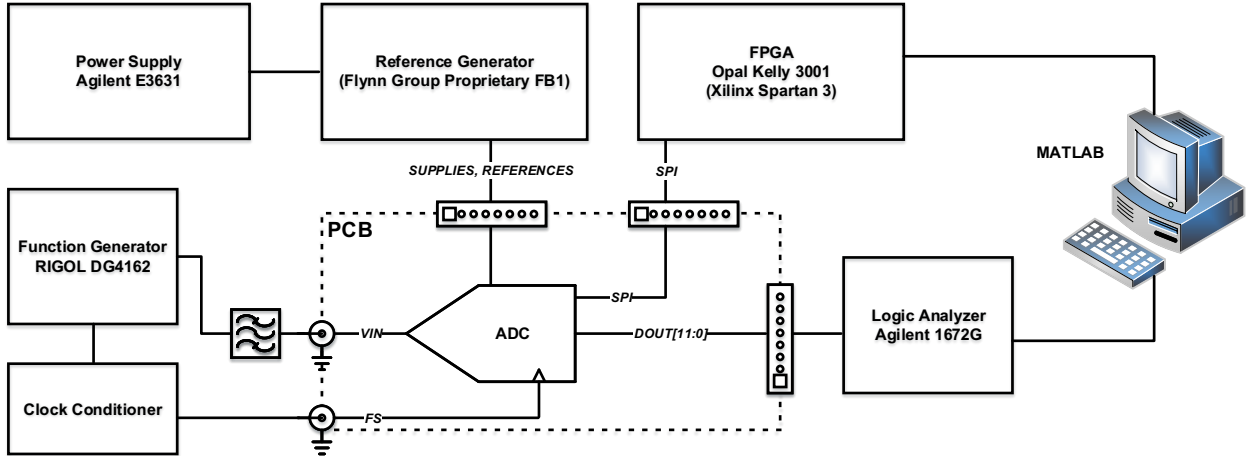 Power Supply
Agilent E3631
Reference Generator
(Flynn Group Proprietary FB1)
FPGA
Opal Kelly 3001
(Xilinx Spartan 3)
MATLAB
SUPPLIES, REFERENCES
SPI
PCB
Function Generator
RIGOL DG4162
SPI
VIN
ADC
DOUT[11:0]
Logic Analyzer
Agilent 1672G
Clock Conditioner
FS